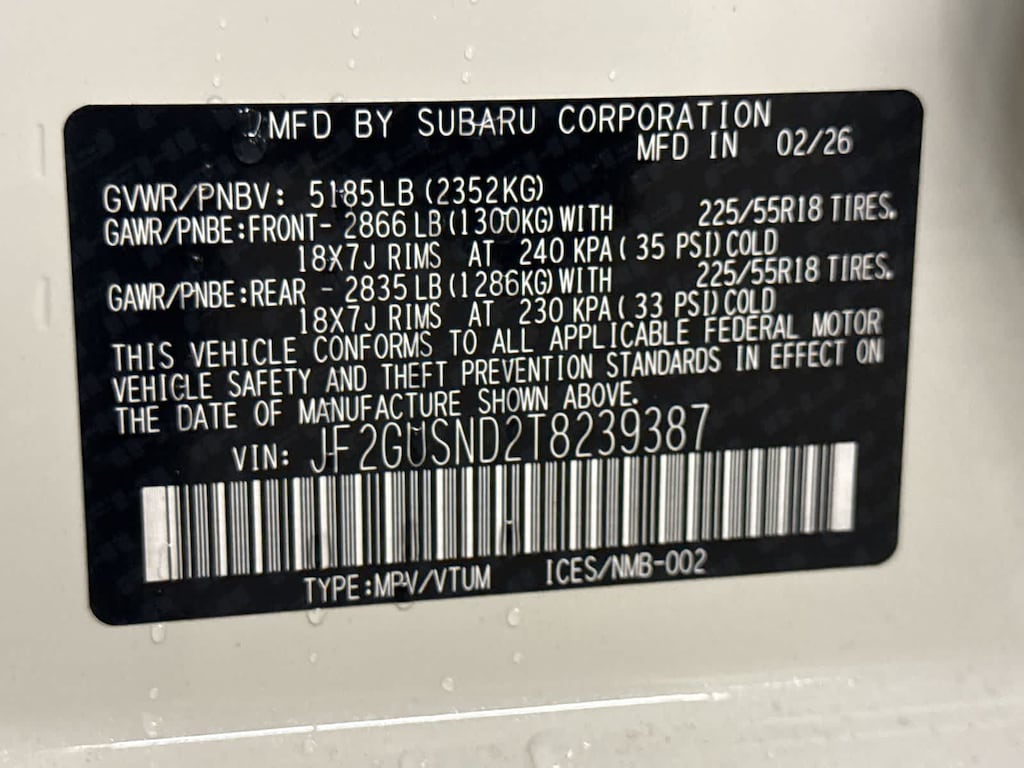 MFD BY SUBARU CORPORATION
MFD IN 02/26
GVWR/PNBV: 5185LB (2352KG)
GAWR/PNBE:FRONT- 2866 LB (1300KG) WITH 225/55R18 TIRES.
18X7J RIMS AT 240 KPA ( 35 PSI) COLD
GAWR/PNBE:REAR - 2835 LB (1286KG) WITH 225/55R18 TIRES.
18X7J RIMS AT 230 KPA ( 33 PSI) COLD
THIS VEHICLE CONFORMS TO ALL APPLICABLE FEDERAL MOTOR
VEHICLE SAFETY AND THEFT PREVENTION STANDARDS IN EFFECT ON
THE DATE OF MANUFACTURE SHOWN ABOVE.
VIN: JF2GUSND2T8239387
TYPE:MPV/VTUM ICES/NMB-002